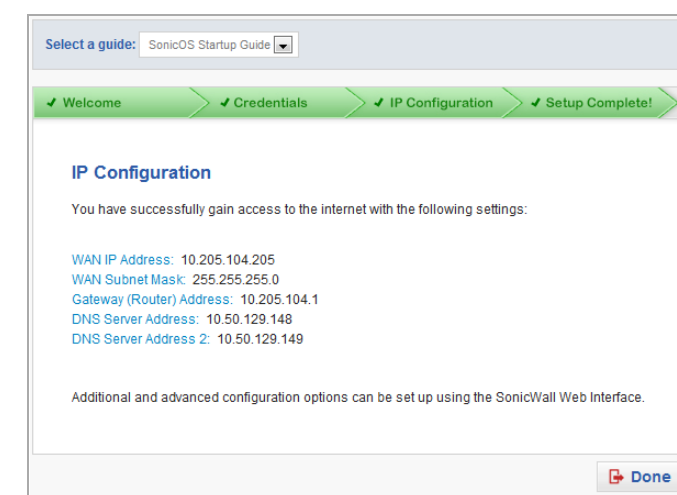 Select a guide: SonicOS Startup Guide
Welcome Credentials IP Configuration Setup Complete!
IP Configuration
You have successfully gain access to the internet with the following settings:
WAN IP Address: 10.205.104.205
WAN Subnet Mask: 255.255.255.0
Gateway (Router) Address: 10.205.104.1
DNS Server Address: 10.50.129.148
DNS Server Address 2: 10.50.129.149
Additional and advanced configuration options can be set up using the SonicWall Web Interface.
Done